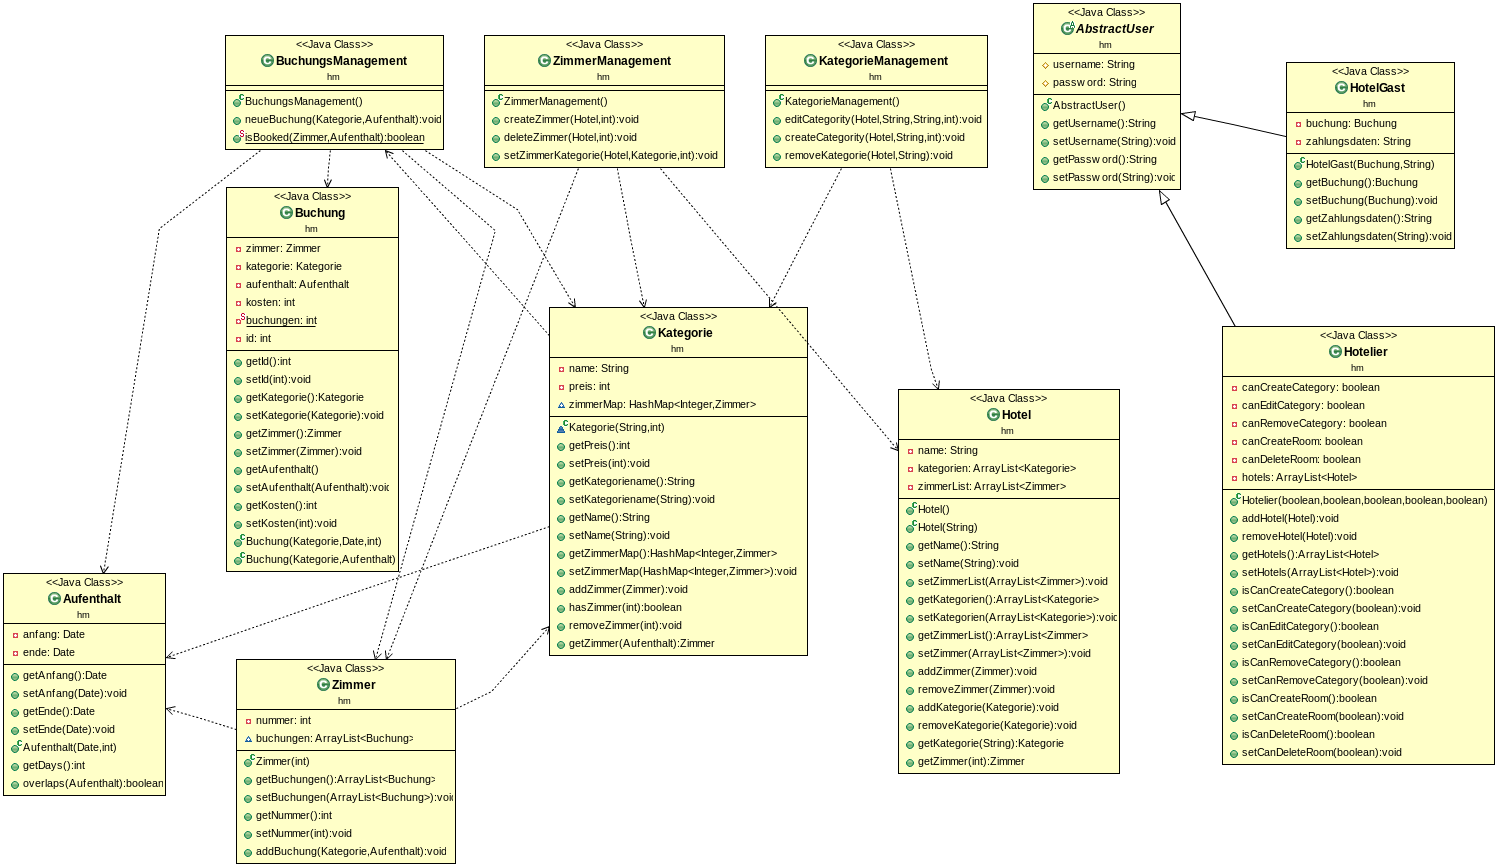 <<Java Class>>
BuchungsManagement
hm
BuchungsManagement()
neueBuchung(Kategorie,Aufenthalt):void
isBooked(Zimmer,Aufenthalt):boolean
<<Java Class>>
ZimmerManagement
hm
ZimmerManagement()
createZimmer(Hotel,int):void
deleteZimmer(Hotel,int):void
setZimmerKategorie(Hotel,Kategorie,int):void
<<Java Class>>
KategorieManagement
hm
KategorieManagement()
editCategority(Hotel,String,String,int):void
createCategority(Hotel,String,int):void
removeKategorie(Hotel,String):void
<<Java Class>>
AbstractUser
hm
username: String
password: String
AbstractUser()
getUsername():String
setUsername(String):void
getPassword():String
setPassword(String):void
<<Java Class>>
HotelGast
hm
buchung: Buchung
zahlungsdaten: String
HotelGast(Buchung,String)
getBuchung():Buchung
setBuchung(Buchung):void
getZahlungsdaten():String
setZahlungsdaten(String):void
<<Java Class>>
Buchung
hm
zimmer: Zimmer
kategorie: Kategorie
aufenthalt: Aufenthalt
kosten: int
buchungen: int
id: int
getId():int
setId(int):void
getKategorie():Kategorie
setKategorie(Kategorie):void
getZimmer():Zimmer
setZimmer(Zimmer):void
getAufenthalt()
setAufenthalt(Aufenthalt):void
getKosten():int
setKosten(int):void
Buchung(Kategorie,Date,int)
Buchung(Kategorie,Aufenthalt)
<<Java Class>>
Kategorie
hm
name: String
preis: int
zimmerMap: HashMap<Integer,Zimmer>
Kategorie(String,int)
getPreis():int
setPreis(int):void
getKategoriename():String
setKategoriename(String):void
getName():String
setName(String):void
getZimmerMap():HashMap<Integer,Zimmer>
setZimmerMap(HashMap<Integer,Zimmer>):void
addZimmer(Zimmer):void
hasZimmer(int):boolean
removeZimmer(int):void
getZimmer(Aufenthalt):Zimmer
<<Java Class>>
Hotel
hm
name: String
kategorien: ArrayList<Kategorie>
zimmerList: ArrayList<Zimmer>
Hotel()
Hotel(String)
getName():String
setName(String):void
setZimmerList(ArrayList<Zimmer>):void
getKategorien():ArrayList<Kategorie>
setKategorien(ArrayList<Kategorie>):void
getZimmerList():ArrayList<Zimmer>
setZimmer(ArrayList<Zimmer>):void
addZimmer(Zimmer):void
removeZimmer(Zimmer):void
addKategorie(Kategorie):void
removeKategorie(Kategorie):void
getKategorie(String):Kategorie
getZimmer(int):Zimmer
<<Java Class>>
Hotelier
hm
canCreateCategory: boolean
canEditCategory: boolean
canRemoveCategory: boolean
canCreateRoom: boolean
canDeleteRoom: boolean
hotels: ArrayList<Hotel>
Hotelier(boolean,boolean,boolean,boolean,boolean)
addHotel(Hotel):void
removeHotel(Hotel):void
getHotels():ArrayList<Hotel>
setHotels(ArrayList<Hotel>):void
isCanCreateCategory():boolean
setCanCreateCategory(boolean):void
isCanEditCategory():boolean
setCanEditCategory(boolean):void
isCanRemoveCategory():boolean
setCanRemoveCategory(boolean):void
isCanCreateRoom():boolean
setCanCreateRoom(boolean):void
isCanDeleteRoom():boolean
setCanDeleteRoom(boolean):void
<<Java Class>>
Aufenthalt
hm
anfang: Date
ende: Date
getAnfang():Date
setAnfang(Date):void
getEnde():Date
setEnde(Date):void
Aufenthalt(Date,int)
getDays():int
overlaps(Aufenthalt):boolean
<<Java Class>>
Zimmer
hm
nummer: int
buchungen: ArrayList<Buchung>
Zimmer(int)
getBuchungen():ArrayList<Buchung>
setBuchungen(ArrayList<Buchung>):void
getNummer():int
setNummer(int):void
addBuchung(Kategorie,Aufenthalt):void